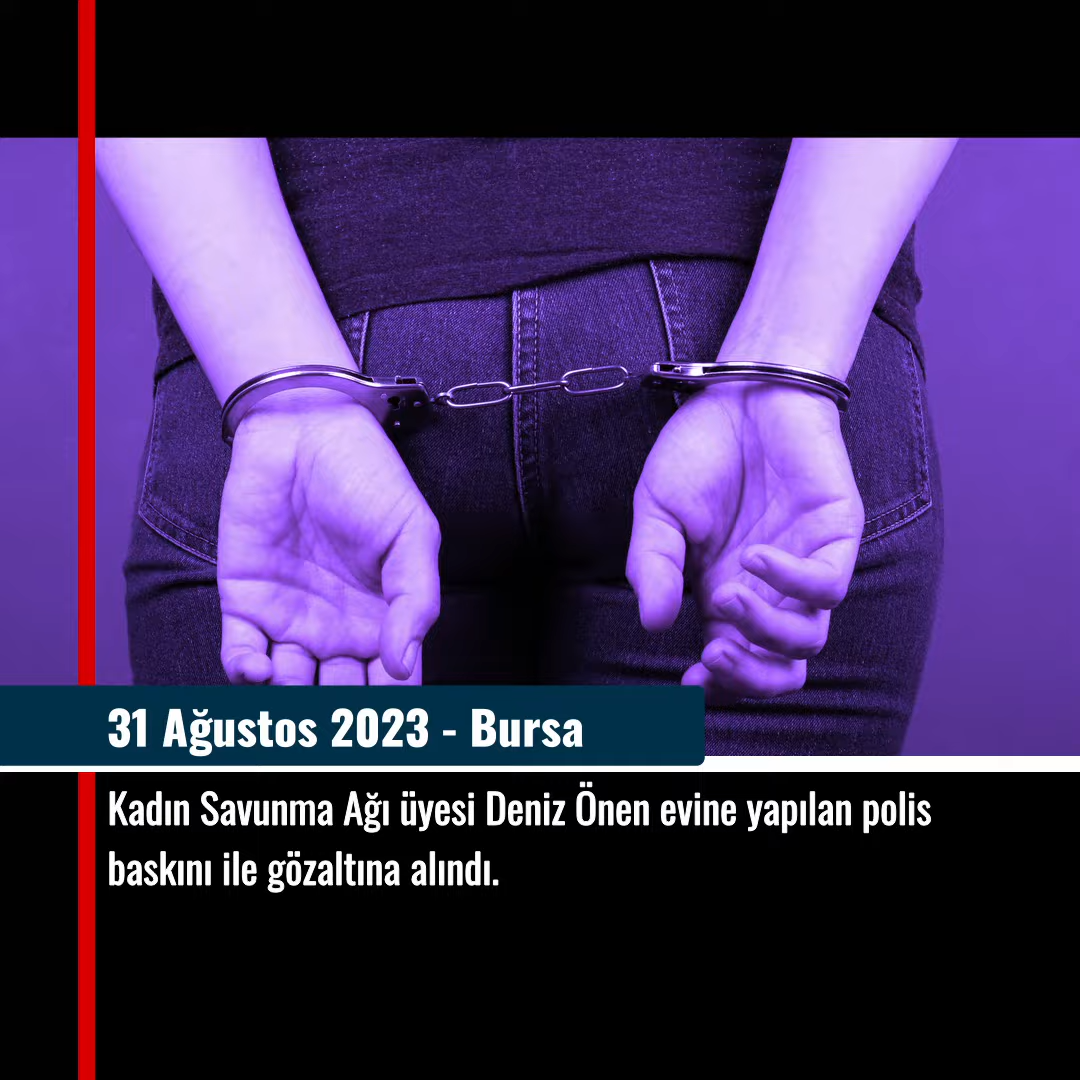 31 Ağustos 2023 - Bursa
Kadın Savunma Ağı üyesi Deniz Önen evine yapılan polis
baskını ile gözaltına alındı.